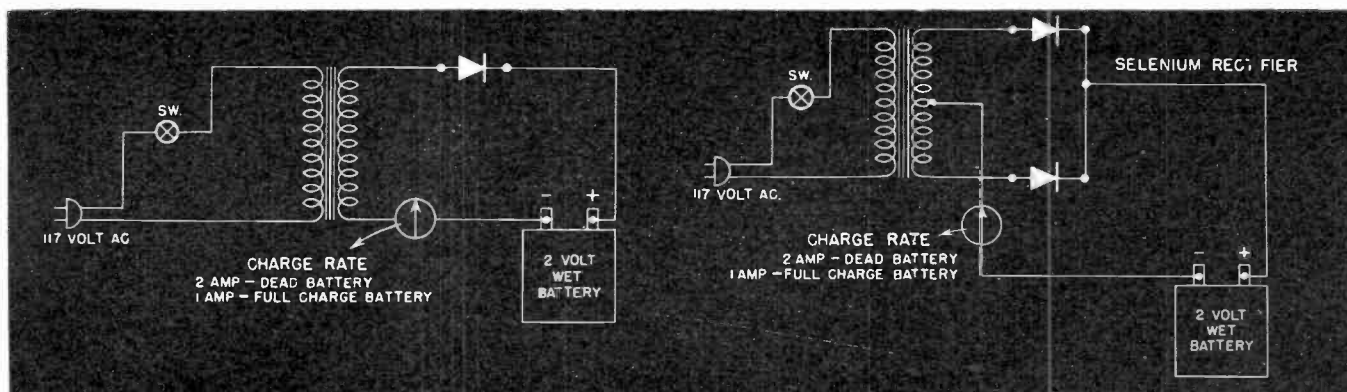 SW.
117 VOLT AC
CHARGE RATE
2 AMP – DEAD BATTERY
1 AMP – FULL CHARGE BATTERY
– +
2 VOLT
WET
BATTERY
SW.
117 VOLT AC.
SELENIUM RECTIFIER
CHARGE RATE
2 AMP – DEAD BATTERY
1 AMP – FULL CHARGE BATTERY
– +
2 VOLT
WET
BATTERY